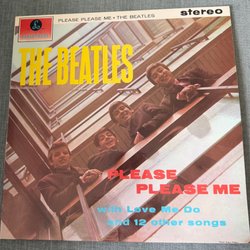 PLEASE PLEASE ME • THE BEATLES
stereo
THE BEATLES
PLEASE
PLEASE ME
with Love Me Do
and 12 other songs